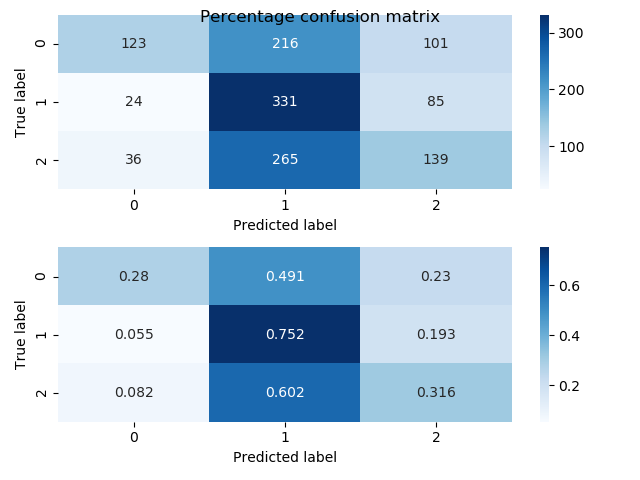 Percentage confusion matrix
True label
0 123 216 101
1 24 331 85
2 36 265 139
0 1 2
Predicted label
300
200
100
True label
0 0.28 0.491 0.23
1 0.055 0.752 0.193
2 0.082 0.602 0.316
0 1 2
Predicted label
0.6
0.4
0.2